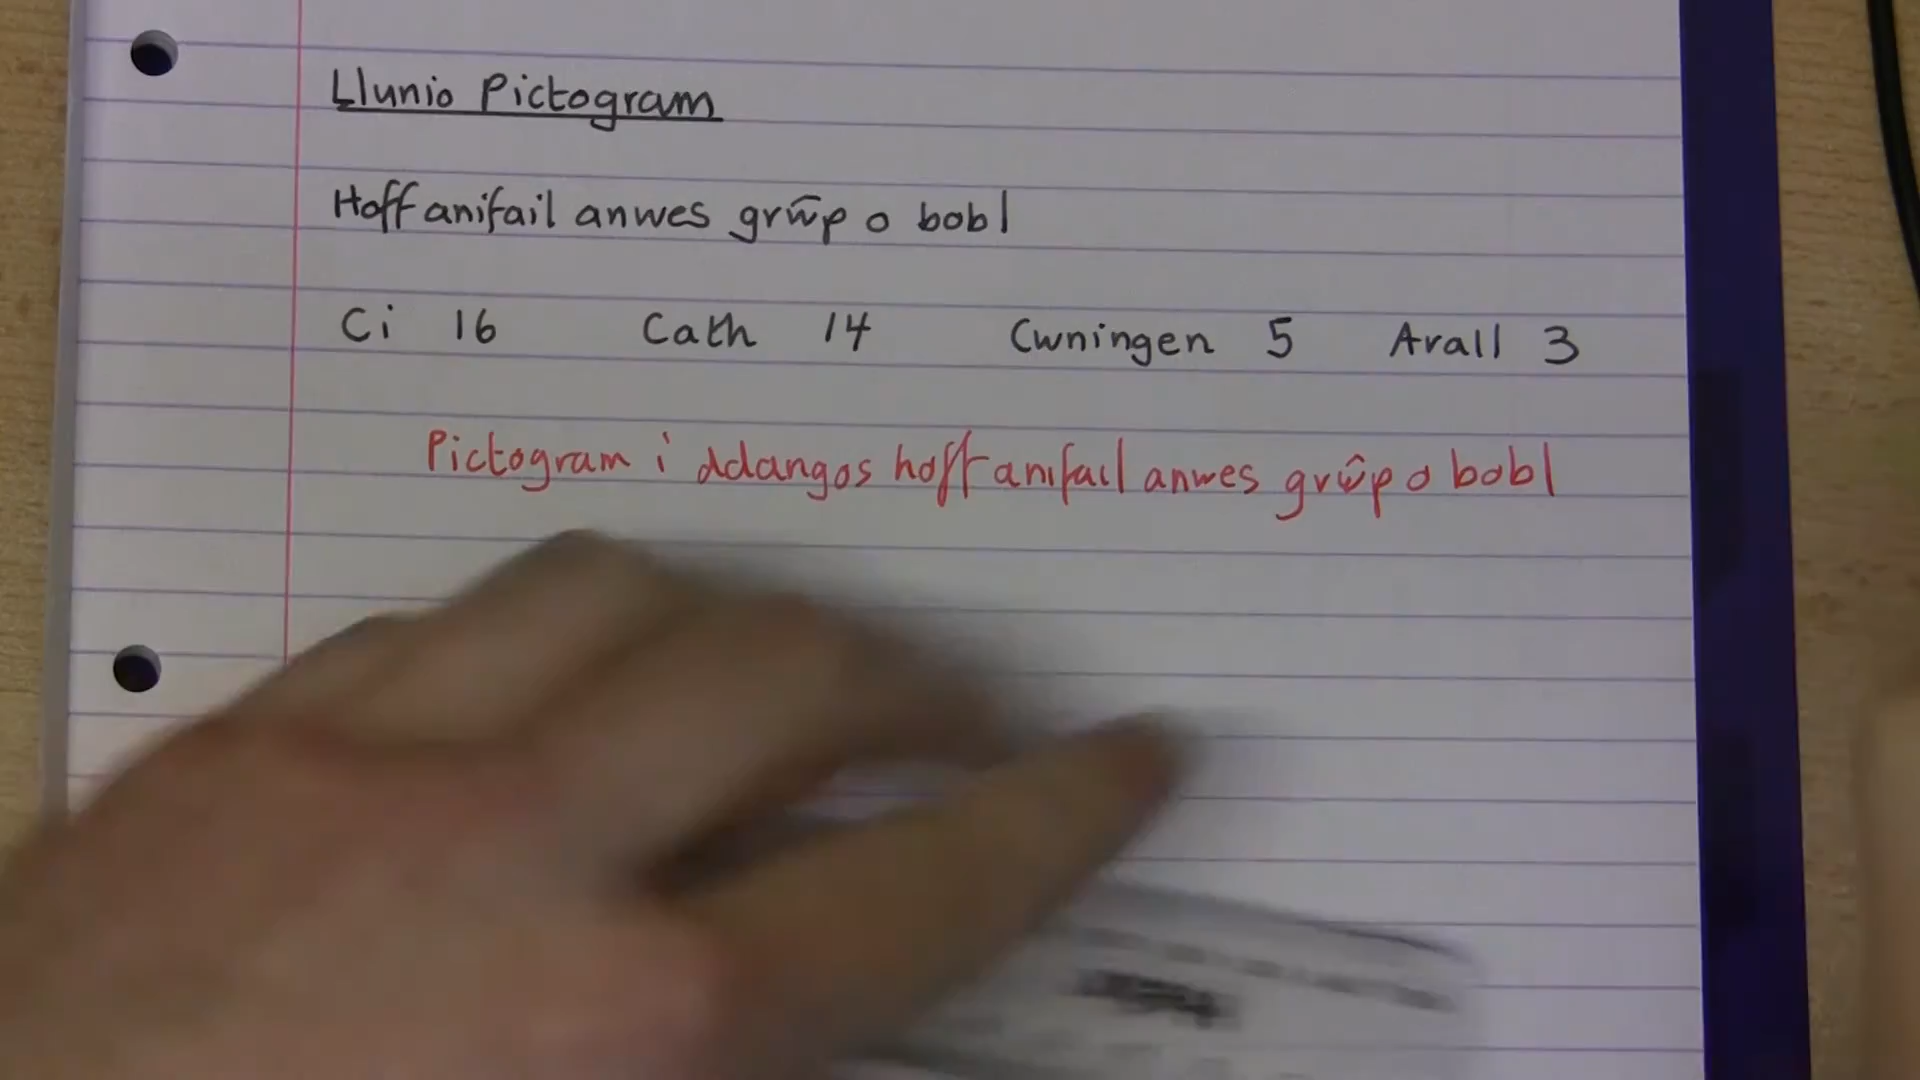 Llunio Pictogram
Hoff anifail anwes grŵp o bobl
Ci 16 Cath 14 Cwningen 5 Arall 3
Pictogram i ddangos hoff anifail anwes grŵp o bobl